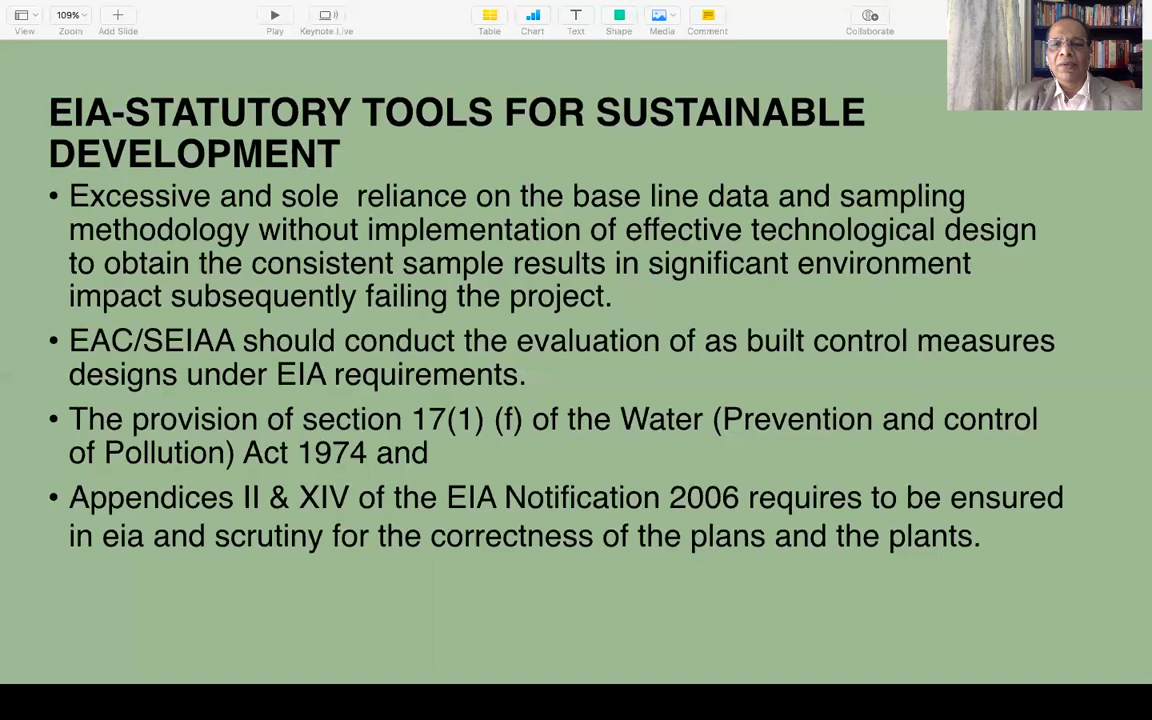 109%
View
Zoom
Add Slide
Play
Keynote Live
Table
Chart
Text
Shape
Media
Comment
Collaborate
EIA-STATUTORY TOOLS FOR SUSTAINABLE
DEVELOPMENT
• Excessive and sole  reliance on the base line data and sampling
methodology without implementation of effective technological design
to obtain the consistent sample results in significant environment
impact subsequently failing the project.
• EAC/SEIAA should conduct the evaluation of as built control measures
designs under EIA requirements.
• The provision of section 17(1) (f) of the Water (Prevention and control
of Pollution) Act 1974 and
• Appendices II & XIV of the EIA Notification 2006 requires to be ensured
in eia and scrutiny for the correctness of the plans and the plants.